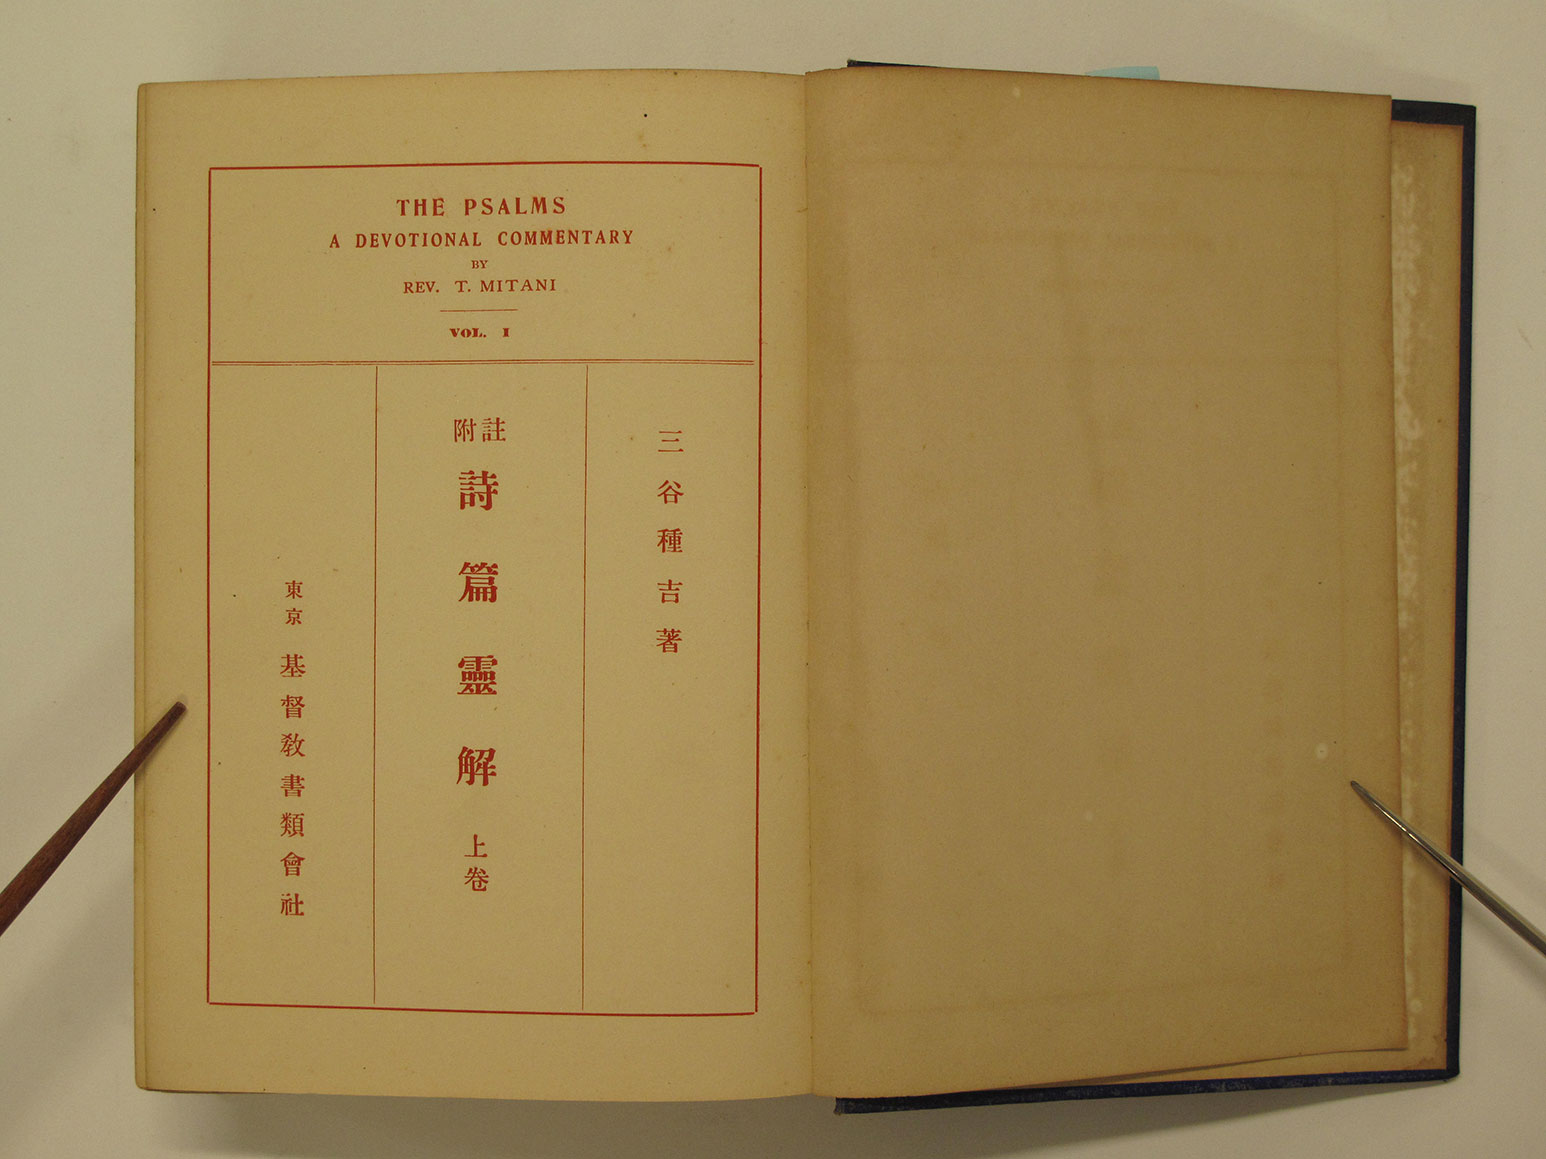 THE PSALMS
A DEVOTIONAL COMMENTARY
BY
REV. T. MITANI
VOL. I
三谷種吉著
註附
詩篇靈解
上卷
東京
基督敎書類會社